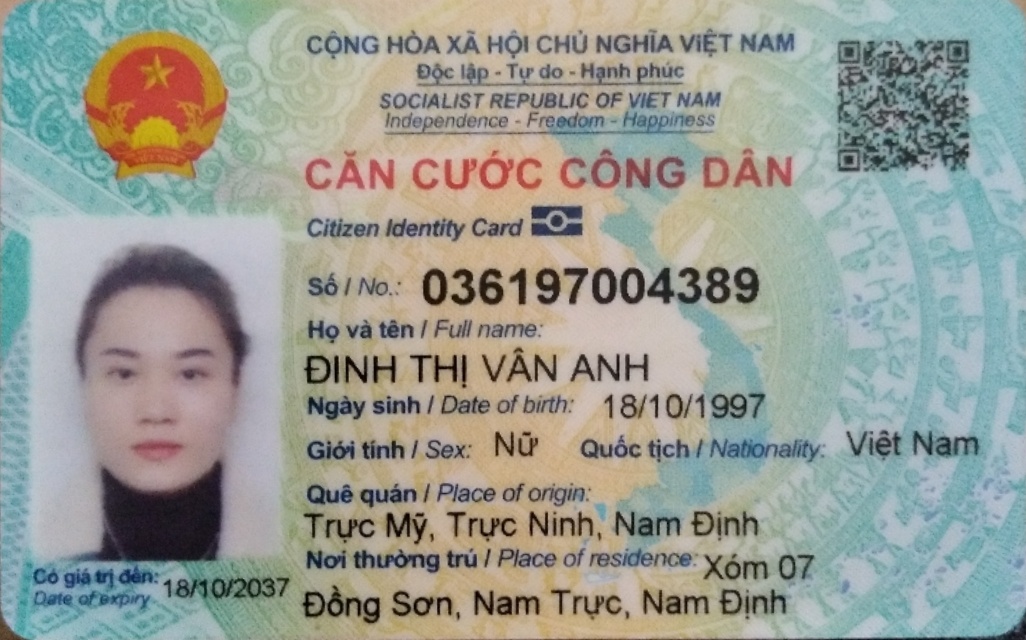 CỘNG HÒA XÃ HỘI CHỦ NGHĨA VIỆT NAM
Độc lập - Tự do - Hạnh phúc
SOCIALIST REPUBLIC OF VIET NAM
Independence - Freedom - Happiness
CĂN CƯỚC CÔNG DÂN
Citizen Identity Card
Số / No.: 036197004389
Họ và tên / Full name:
ĐINH THỊ VÂN ANH
Ngày sinh / Date of birth: 18/10/1997
Giới tính / Sex: Nữ Quốc tịch / Nationality: Việt Nam
Quê quán / Place of origin:
Trực Mỹ, Trực Ninh, Nam Định
Nơi thường trú / Place of residence: Xóm 07
Đồng Sơn, Nam Trực, Nam Định
Có giá trị đến: 18/10/2037
Date of expiry